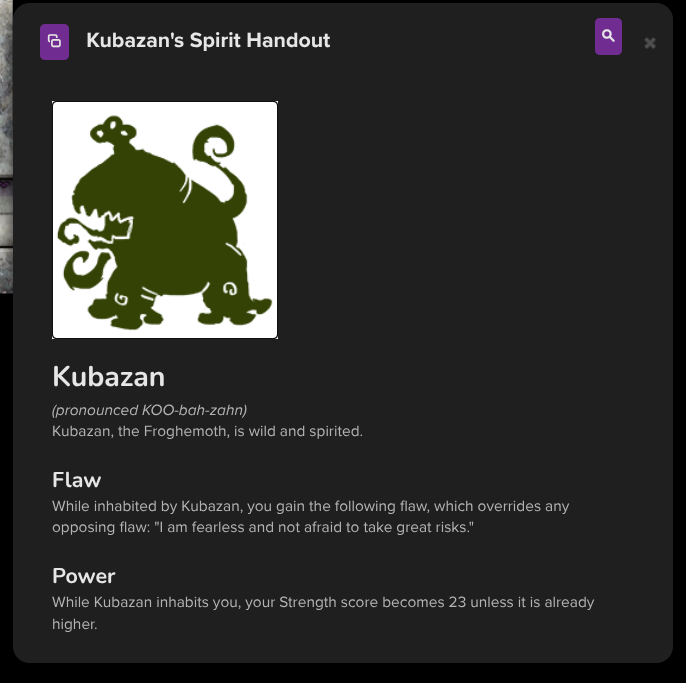 Kubazan's Spirit Handout
Kubazan
(pronounced KOO-bah-zahn)
Kubazan, the Froghemoth, is wild and spirited.
Flaw
While inhabited by Kubazan, you gain the following flaw, which overrides any
opposing flaw: "I am fearless and not afraid to take great risks."
Power
While Kubazan inhabits you, your Strength score becomes 23 unless it is already
higher.